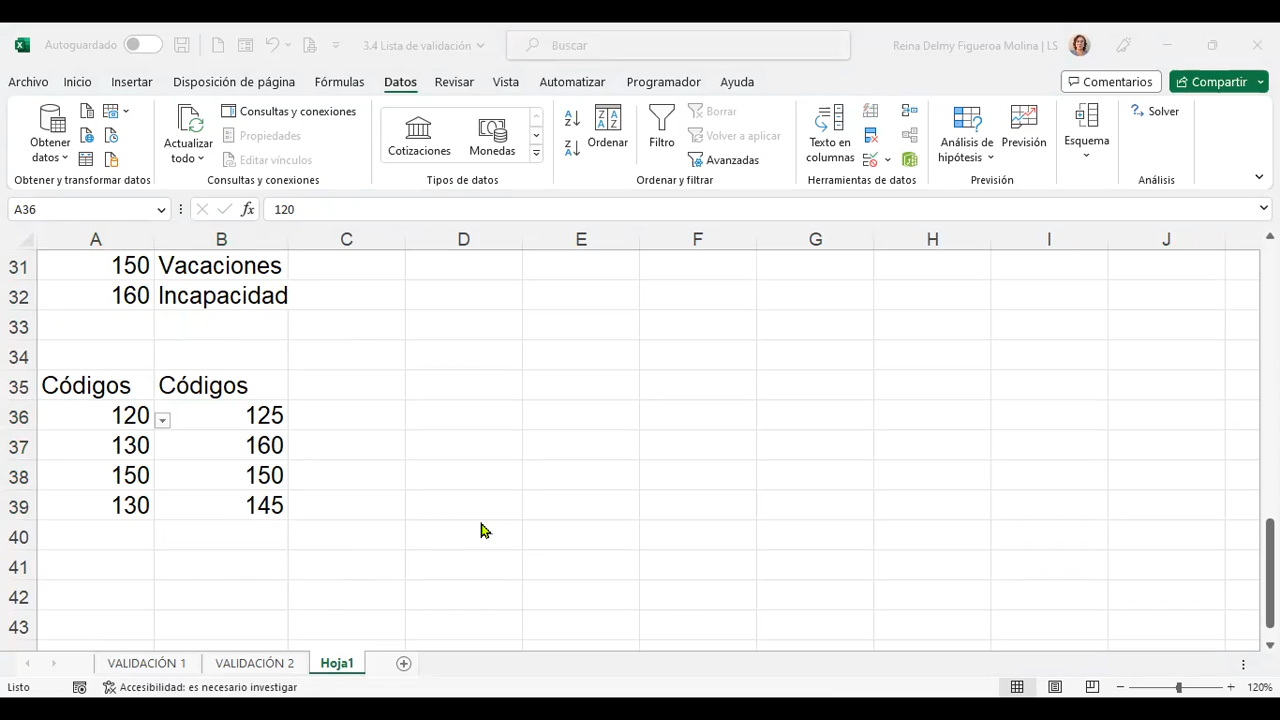 Autoguardado 3.4 Lista de validación Buscar Reina Delmy Figueroa Molina | LS
Archivo Inicio Insertar Disposición de página Fórmulas Datos Revisar Vista Automatizar Programador Ayuda Comentarios Compartir
Obtener datos
Obtener y transformar datos
Actualizar todo
Consultas y conexiones
Propiedades
Editar vínculos
Consultas y conexiones
Cotizaciones Monedas
Tipos de datos
Ordenar
Filtro
Borrar
Volver a aplicar
Avanzadas
Ordenar y filtrar
Texto en columnas
Herramientas de datos
Análisis de hipótesis
Previsión
Previsión
Esquema
Solver
Análisis
A36 fx 120
A B C D E F G H I J
31 150 Vacaciones
32 160 Incapacidad
33
34
35 Códigos Códigos
36 120 125
37 130 160
38 150 150
39 130 145
40
41
42
43
VALIDACIÓN 1 VALIDACIÓN 2 Hoja1
Listo Accesibilidad: es necesario investigar 120%